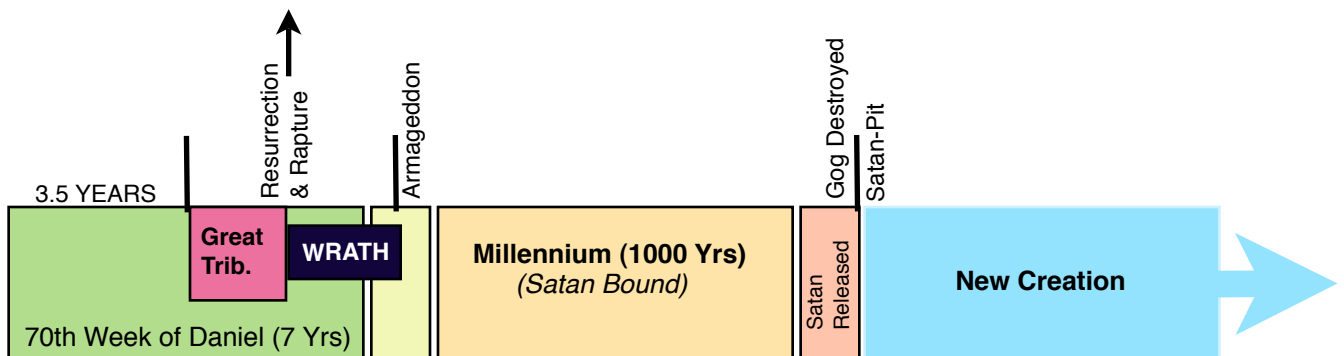 3.5 YEARS
Resurrection
& Rapture
Armageddon
Gog Destroyed
Satan-Pit
Great
Trib.
WRATH
70th Week of Daniel (7 Yrs)
Millennium (1000 Yrs)
(Satan Bound)
Satan
Released
New Creation